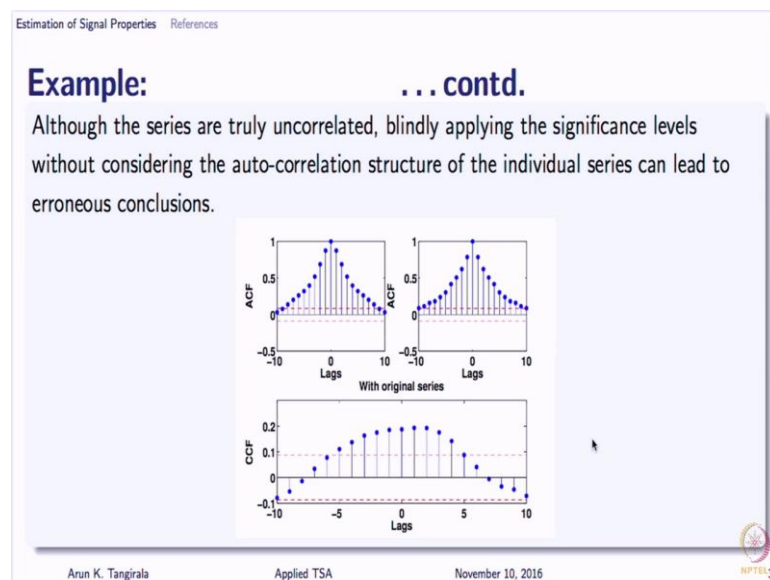 Estimation of Signal Properties References
Example: ...contd.
Although the series are truly uncorrelated, blindly applying the significance levels
without considering the auto-correlation structure of the individual series can lead to
erroneous conclusions.
1
0.5
0
-0.5
ACF
-10 0 10
Lags
1
0.5
0
-0.5
ACF
-10 0 10
Lags
With original series
0.2
0.1
0
-0.1
CCF
-10 -5 0 5 10
Lags
Arun K. Tangirala Applied TSA November 10, 2016
NPTEL